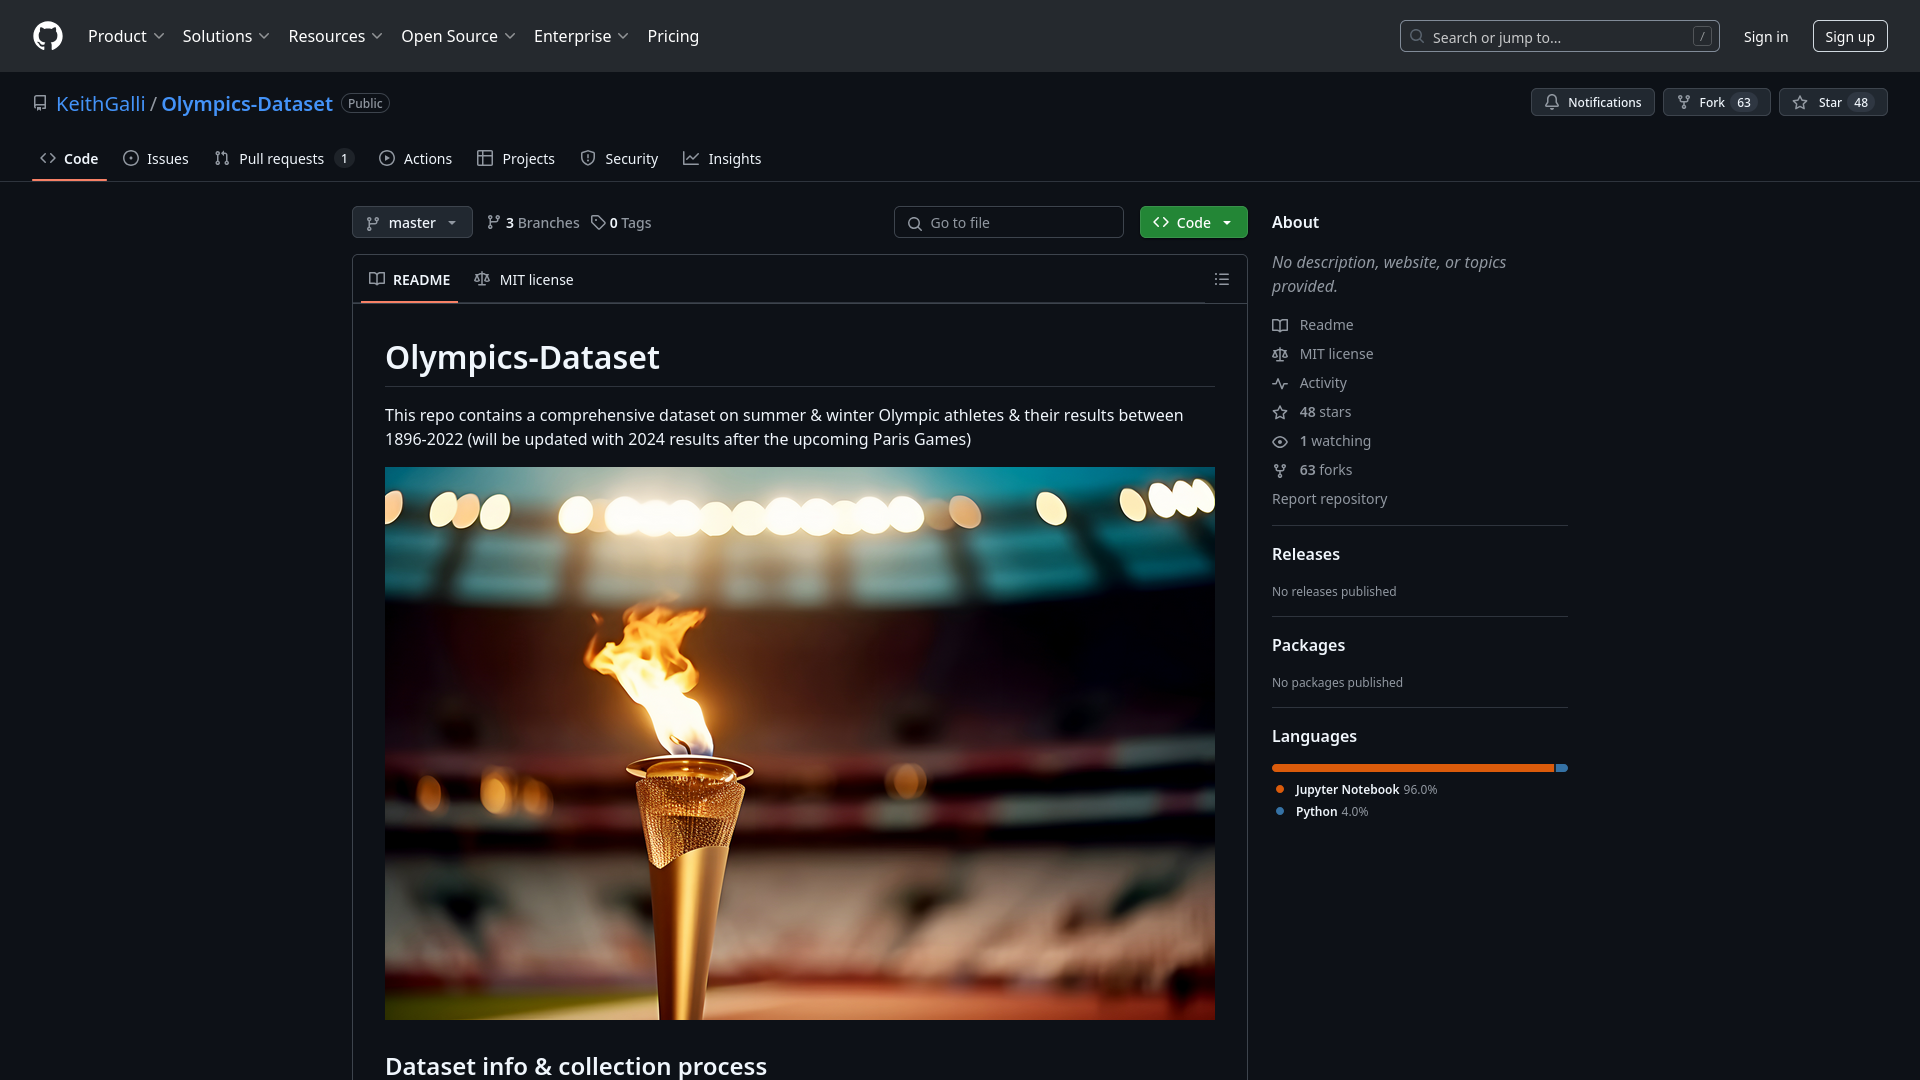 Product
Solutions
Resources
Open Source
Enterprise
Pricing
Search or jump to...
/
Sign in
Sign up
KeithGalli / Olympics-Dataset
Public
Notifications
Fork 63
Star 48
Code
Issues
Pull requests 1
Actions
Projects
Security
Insights
master
3 Branches
0 Tags
Go to file
Code
README
MIT license
Olympics-Dataset
This repo contains a comprehensive dataset on summer & winter Olympic athletes & their results between
1896-2022 (will be updated with 2024 results after the upcoming Paris Games)
Dataset info & collection process
About
No description, website, or topics
provided.
Readme
MIT license
Activity
48 stars
1 watching
63 forks
Report repository
Releases
No releases published
Packages
No packages published
Languages
Jupyter Notebook 96.0%
Python 4.0%